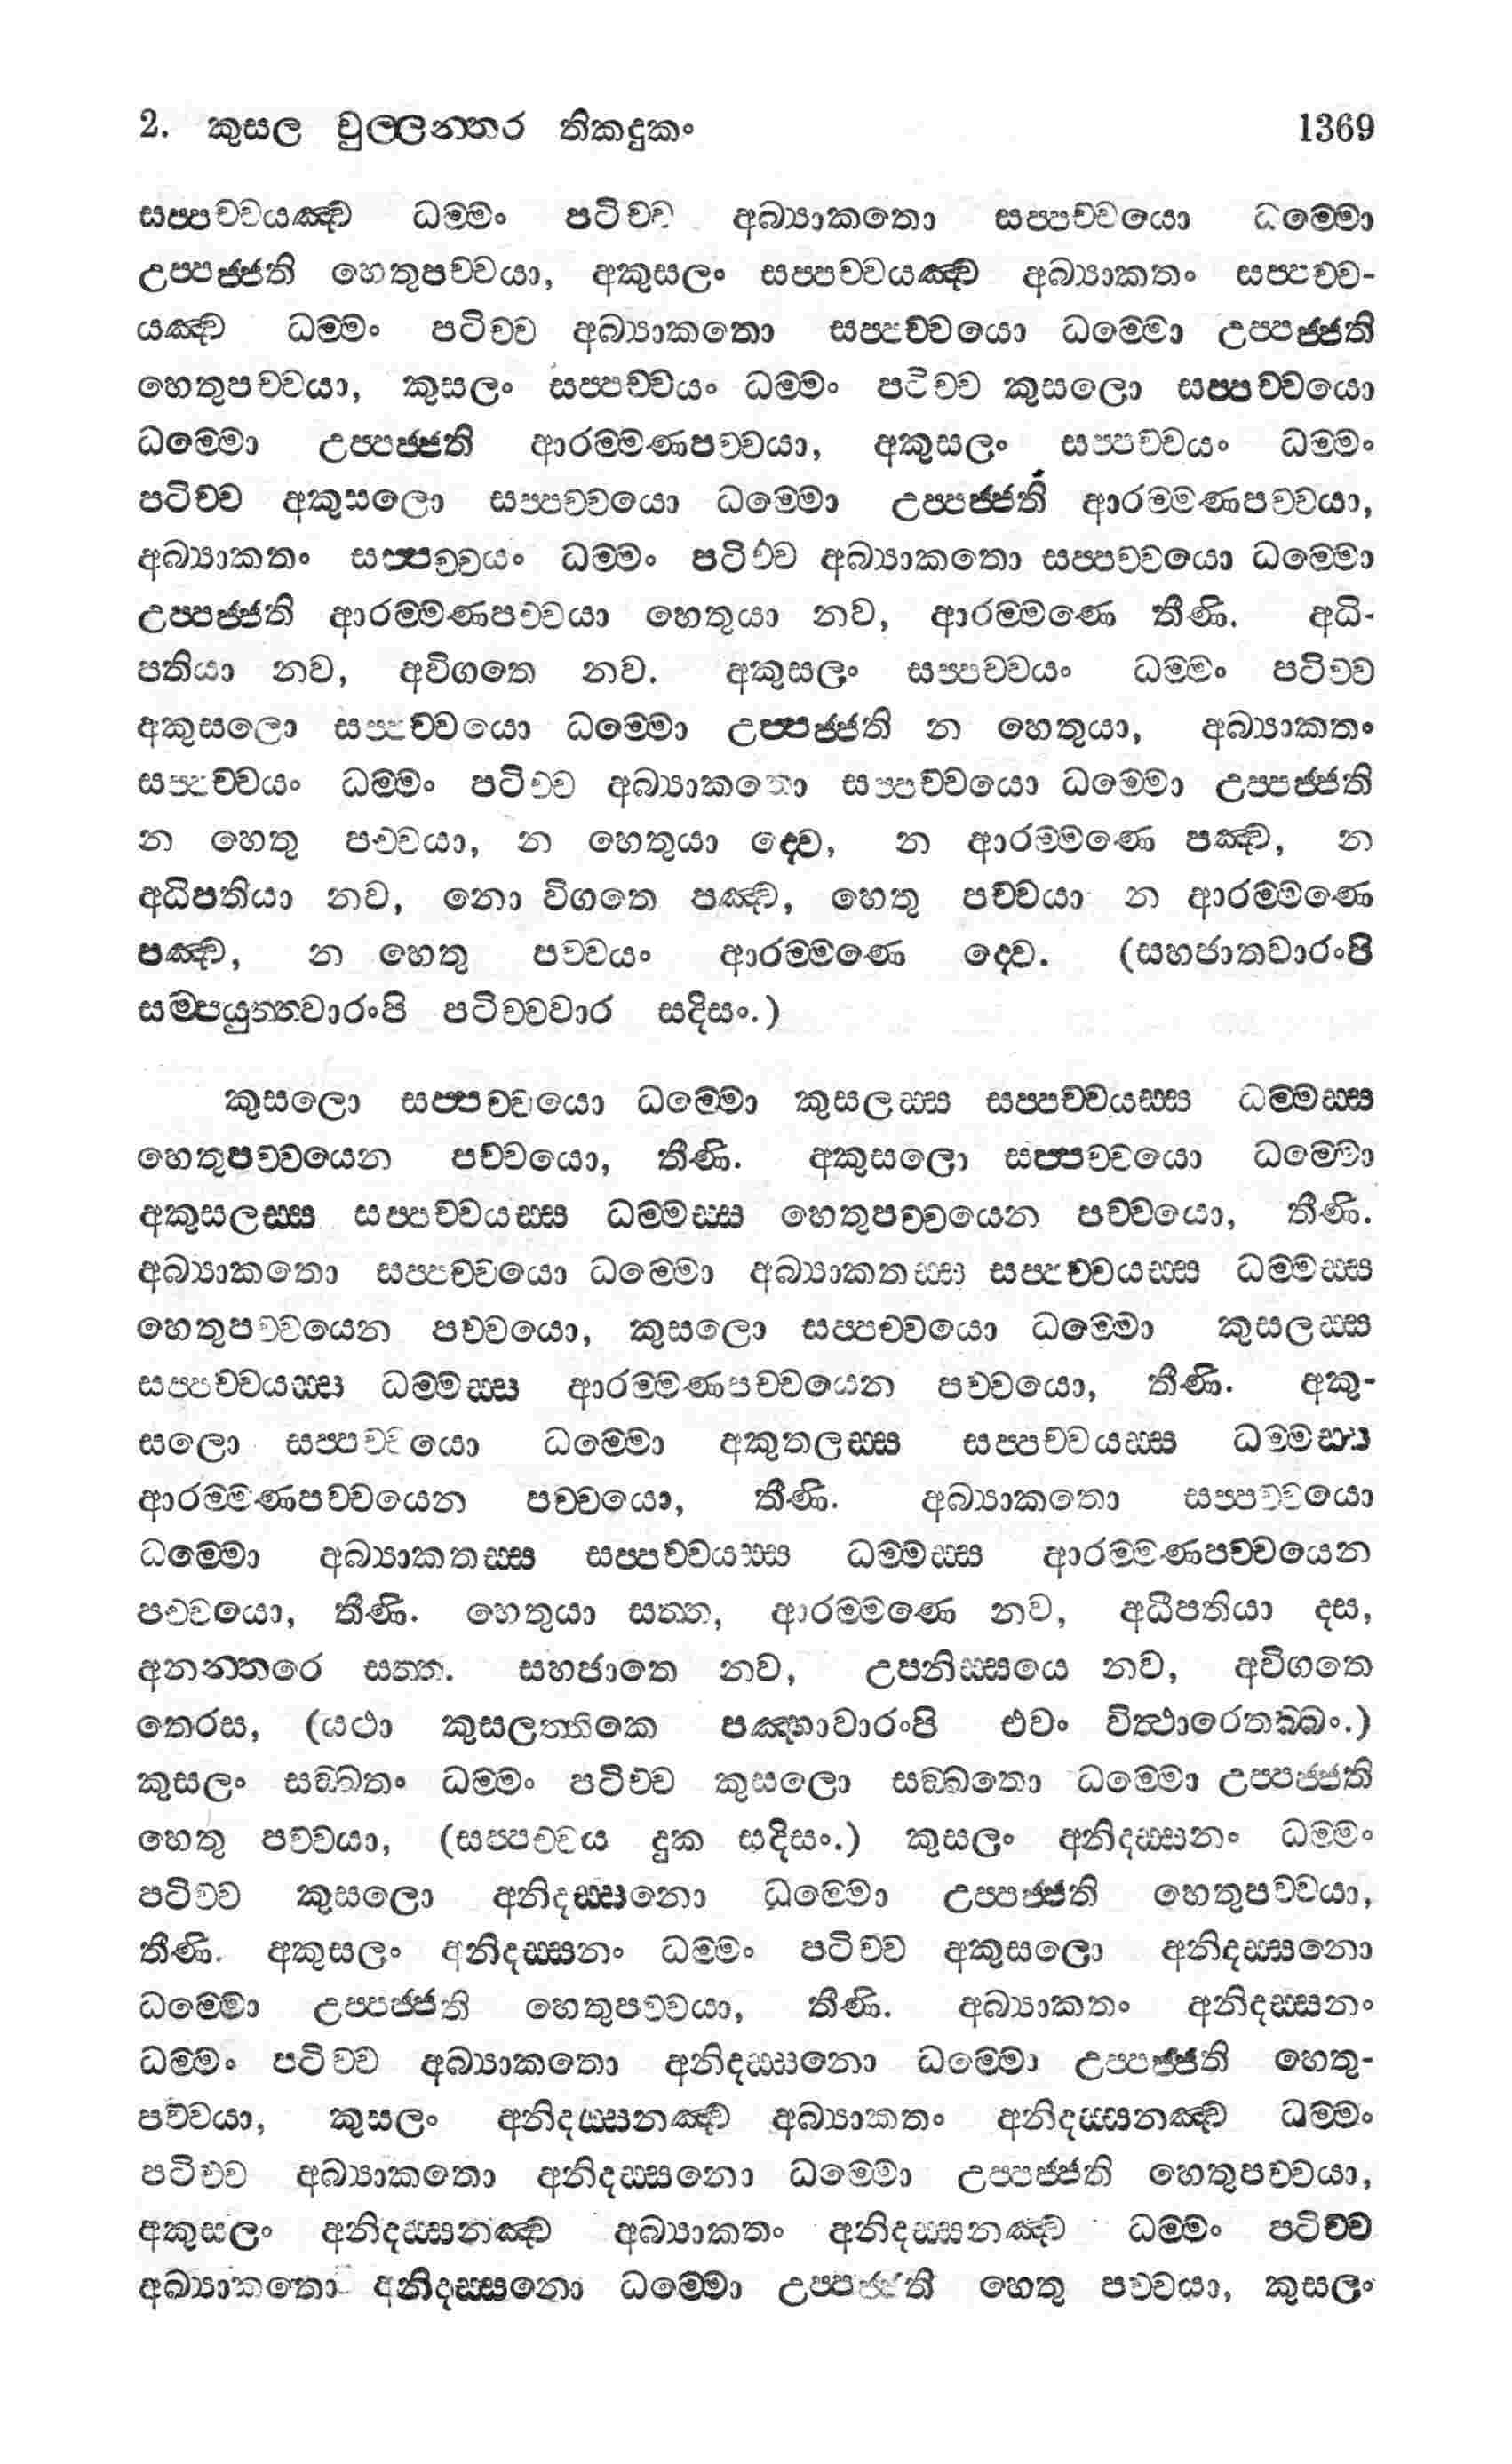 2. කුසල චුල්ලන්තර තිකදුකං 1369
සප්පච්චයඤ්ච ධම්මං පටිච්ච අබ්‍යාකතො සප්පච්චයො ධම්මො
උප්පජ්ජති හෙතුපච්චයා, අකුසලං සප්පච්චයඤ්ච අබ්‍යාකතං සප්පච්ච-
යඤ්ච ධම්මං පටිච්ච අබ්‍යාකතො සප්පච්චයො ධම්මො උප්පජ්ජති
හෙතුපච්චයා, කුසලං සප්පච්චයං ධම්මං පටිච්ච කුසලො සප්පච්චයො
ධම්මො උප්පජ්ජති ආරම්මණපච්චයා, අකුසලං සප්පච්චයං ධම්මං
පටිච්ච අකුසලො සප්පච්චයො ධම්මො උප්පජ්ජති ආරම්මණපච්චයා,
අබ්‍යාකතං සප්පච්චයං ධම්මං පටිච්ච අබ්‍යාකතො සප්පච්චයො ධම්මො
උප්පජ්ජති ආරම්මණපච්චයා හෙතුයා නව, ආරම්මණෙ තීණි. අධි-
පතියා නව, අවිගතෙ නව. අකුසලං සප්පච්චයං ධම්මං පටිච්ච
අකුසලො සප්පච්චයො ධම්මො උප්පජ්ජති න හෙතුයා, අබ්‍යාකතං
සප්පච්චයං ධම්මං පටිච්ච අබ්‍යාකතො සප්පච්චයො ධම්මො උප්පජ්ජති
න හෙතු පච්චයා, න හෙතුයා ද්වෙ, න ආරම්මණෙ පඤ්ච, න
අධිපතියා නව, නො විගතෙ පඤ්ච, හෙතු පච්චයා න ආරම්මණෙ
පඤ්ච, න හෙතු පච්චයං ආරම්මණෙ ද්වෙ. (සහජාතවාරංපි
සම්පයුත්තවාරංපි පටිච්චවාර සදිසං.)
කුසලො සප්පච්චයො ධම්මො කුසලස්ස සප්පච්චයස්ස ධම්මස්ස
හෙතුපච්චයෙන පච්චයො, තීණි. අකුසලො සප්පච්චයො ධම්මො
අකුසලස්ස සප්පච්චයස්ස ධම්මස්ස හෙතුපච්චයෙන පච්චයො, තීණි.
අබ්‍යාකතො සප්පච්චයො ධම්මො අබ්‍යාකතස්ස සප්පච්චයස්ස ධම්මස්ස
හෙතුපච්චයෙන පච්චයො, කුසලො සප්පච්චයො ධම්මො කුසලස්ස
සප්පච්චයස්ස ධම්මස්ස ආරම්මණපච්චයෙන පච්චයො, තීණි. අකු-
සලො සප්පච්චයො ධම්මො අකුතලස්ස සප්පච්චයස්ස ධම්මස්ස
ආරම්මණපච්චයෙන පච්චයො, තීණි. අබ්‍යාකතො සප්පච්චයො
ධම්මො අබ්‍යාකතස්ස සප්පච්චයස්ස ධම්මස්ස ආරම්මණපච්චයෙන
පච්චයො, තීණි. හෙතුයා සත්ත, ආරම්මණෙ නව, අධිපතියා දස,
අනන්තරෙ සත්ත. සහජාතෙ නව, උපනිස්සයෙ නව, අවිගතෙ
තෙරස, (යථා කුසලත්තිකෙ පඤ්හාවාරංපි එවං විත්ථාරෙතබ්බං.)
කුසලං සඞ්ඛතං ධම්මං පටිච්ච කුසලො සඞ්ඛතො ධම්මො උප්පජ්ජති
හෙතු පච්චයා, (සප්පච්චය දුක සදිසං.) කුසලං අනිදස්සනං ධම්මං
පටිච්ච කුසලො අනිදස්සනො ධම්මො උප්පජ්ජති හෙතුපච්චයා,
තීණි. අකුසලං අනිදස්සනං ධම්මං පටිච්ච අකුසලො අනිදස්සනො
ධම්මො උප්පජ්ජති හෙතුපච්චයා, තීණි. අබ්‍යාකතං අනිදස්සනං
ධම්මං පටිච්ච අබ්‍යාකතො අනිදස්සනො ධම්මො උප්පජ්ජති හෙතු-
පච්චයා, කුසලං අනිදස්සනඤ්ච අබ්‍යාකතං අනිදස්සනඤ්ච ධම්මං
පටිච්ච අබ්‍යාකතො අනිදස්සනො ධම්මො උප්පජ්ජති හෙතුපච්චයා,
අකුසලං අනිදස්සනඤ්ච අබ්‍යාකතං අනිදස්සනඤ්ච ධම්මං පටිච්ච
අබ්‍යාකතො අනිදස්සනො ධම්මො උප්පජ්ජති හෙතු පච්චයා, කුසලං